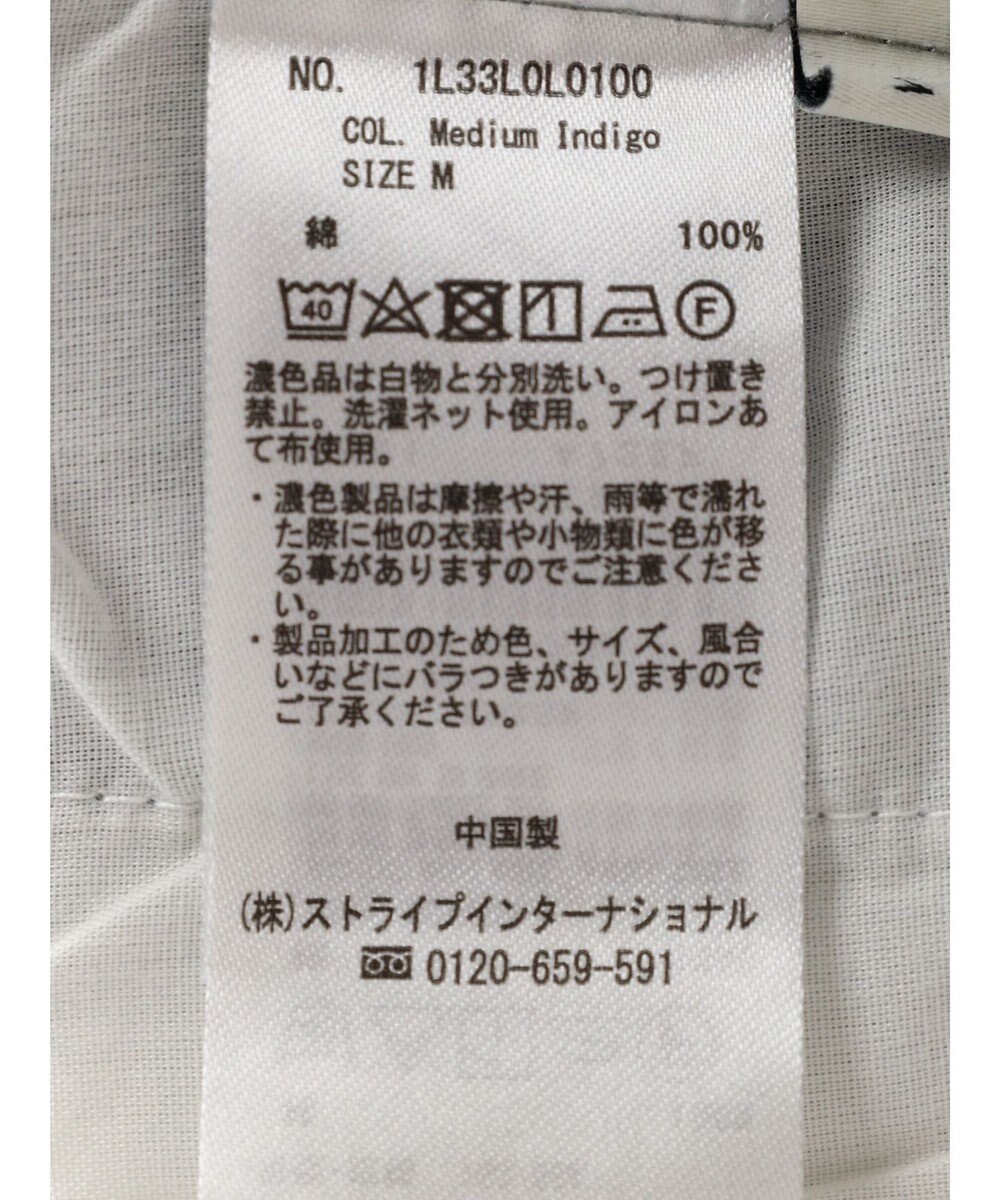 NO. 1L33L0L0100
COL. Medium Indigo
SIZE M
綿 100%
40 F
濃色品は白物と分別洗い。つけ置き
禁止。洗濯ネット使用。アイロンあ
て布使用。
・濃色製品は摩擦や汗、雨等で濡れ
た際に他の衣類や小物類に色が移
る事がありますのでご注意くださ
い。
・製品加工のため色、サイズ、風合
いなどにバラつきがありますので
ご了承ください。
中国製
(株)ストライプインターナショナル
0120-659-591